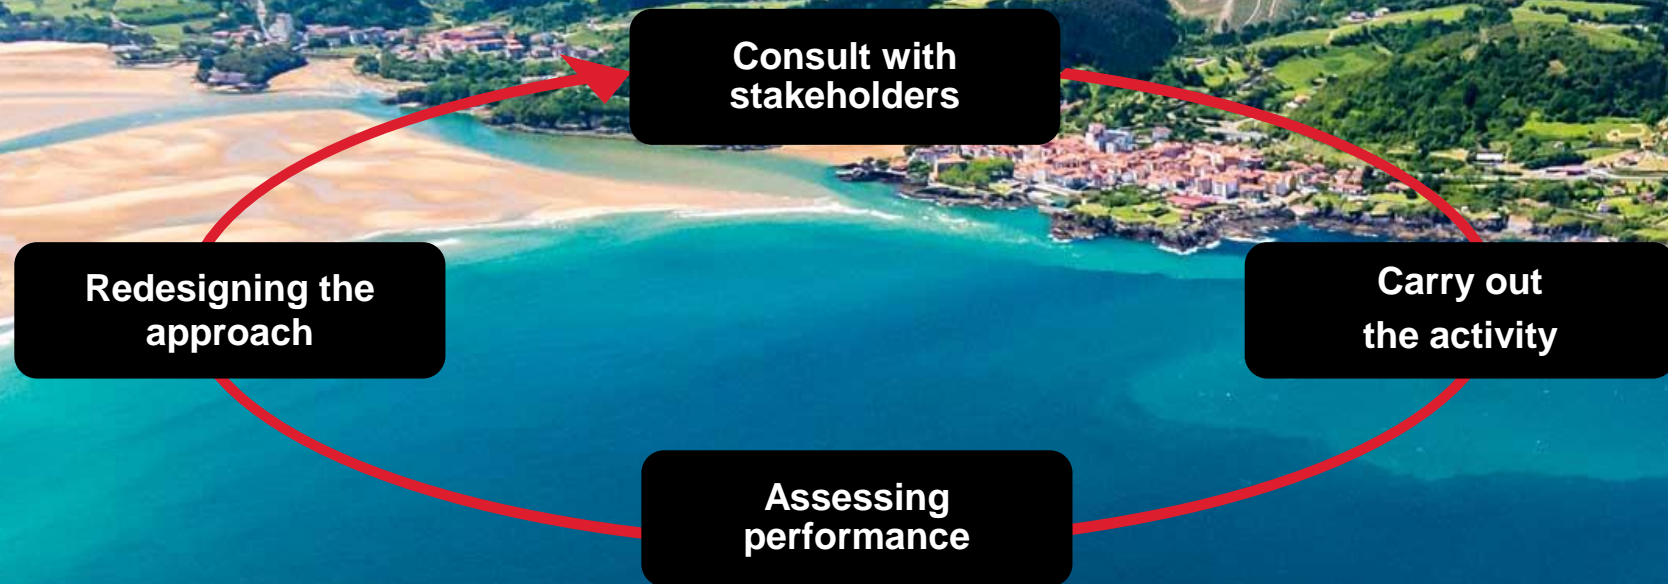 Consult with
stakeholders
Redesigning the
approach
Carry out
the activity
Assessing
performance